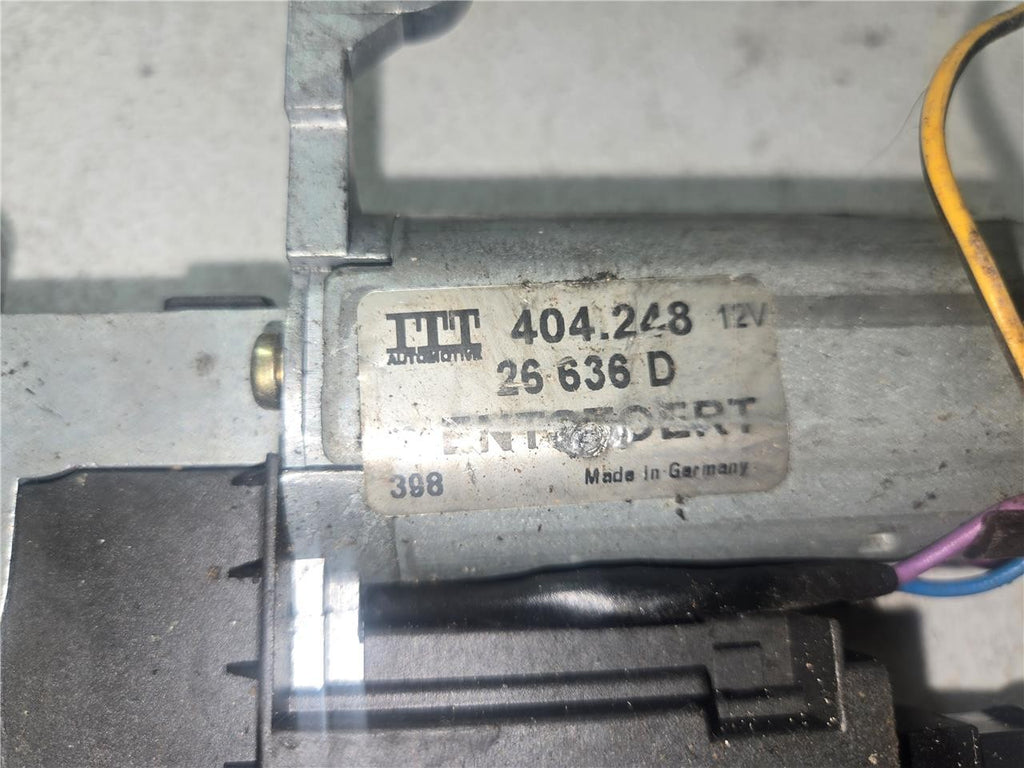 ITT 404.248 12V
AUTOMOTIVE
26 636 D
398 Made in Germany